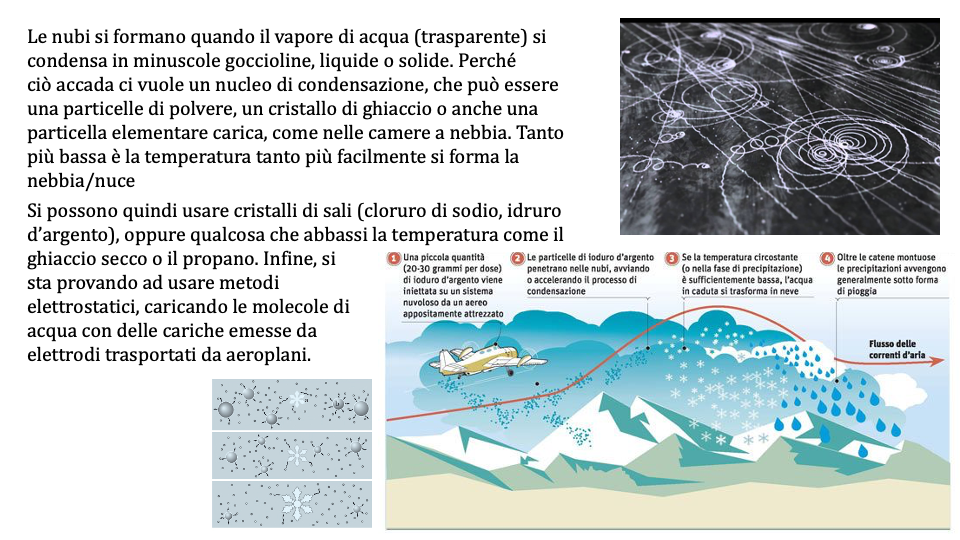 Le nubi si formano quando il vapore di acqua (trasparente) si
condensa in minuscole goccioline, liquide o solide. Perché
ciò accada ci vuole un nucleo di condensazione, che può essere
una particelle di polvere, un cristallo di ghiaccio o anche una
particella elementare carica, come nelle camere a nebbia. Tanto
più bassa è la temperatura tanto più facilmente si forma la
nebbia/nuce
Si possono quindi usare cristalli di sali (cloruro di sodio, idruro
d'argento), oppure qualcosa che abbassi la temperatura come il
ghiaccio secco o il propano. Infine, si
sta provando ad usare metodi
elettrostatici, caricando le molecole di
acqua con delle cariche emesse da
elettrodi trasportati da aeroplani.
1 Una piccola quantità
(20-30 grammi per dose)
di ioduro d'argento viene
iniettata su un sistema
nuvoloso da un aereo
appositamente attrezzato
2 Le particelle di ioduro d'argento
penetrano nelle nubi, avviando
o accelerando il processo di
condensazione
3 Se la temperatura circostante
(o nella fase di precipitazione)
è sufficientemente bassa, l'acqua
in caduta si trasforma in neve
4 Oltre le catene montuose
le precipitazioni avvengono
generalmente sotto forma
di pioggia
Flusso delle
correnti d'aria